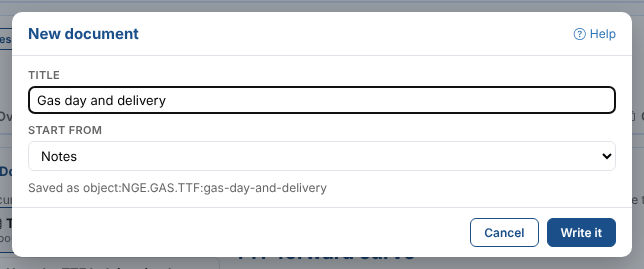 New document
Help
TITLE
Gas day and delivery
START FROM
Notes
Saved as object:NGE.GAS.TTF:gas-day-and-delivery
Cancel
Write it